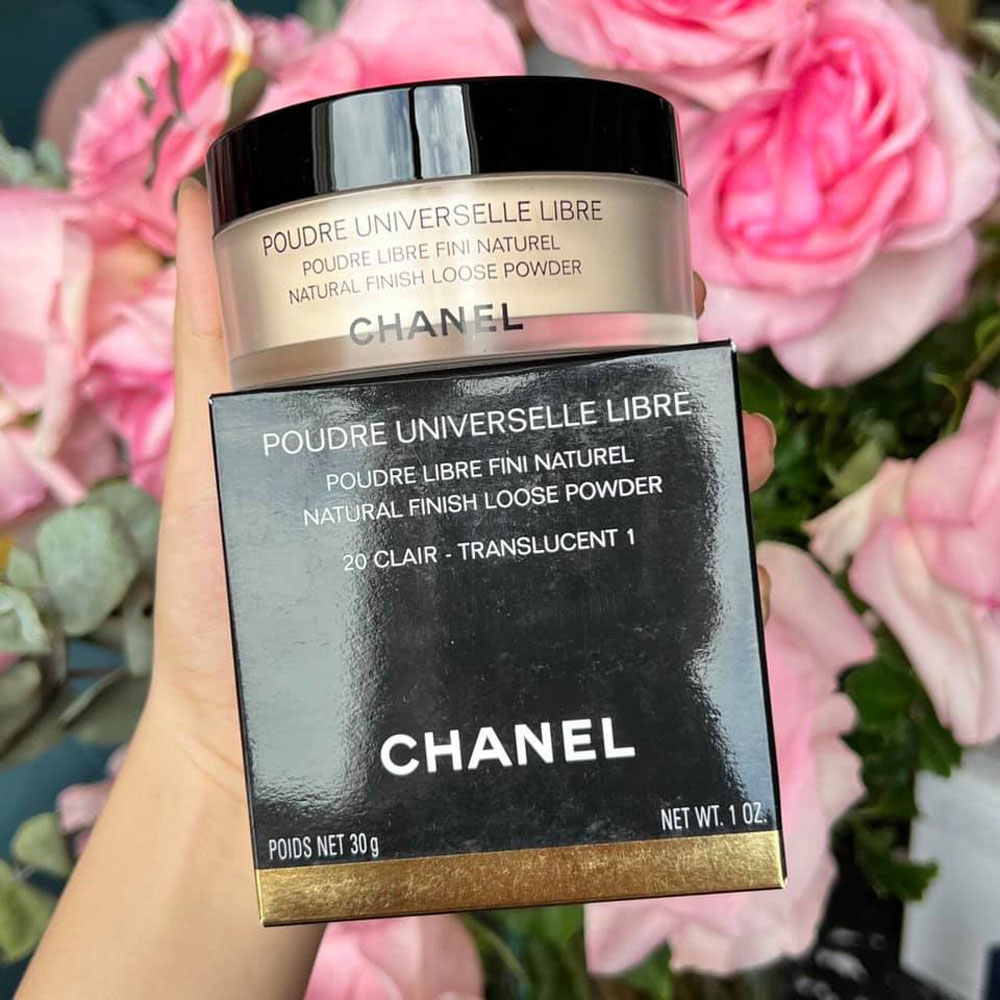 POUDRE UNIVERSELLE LIBRE
POUDRE LIBRE FINI NATUREL
NATURAL FINISH LOOSE POWDER
CHANEL
POUDRE UNIVERSELLE LIBRE
POUDRE LIBRE FINI NATUREL
NATURAL FINISH LOOSE POWDER
20 CLAIR - TRANSLUCENT 1
CHANEL
POIDS NET 30 g NET WT. 1 OZ.